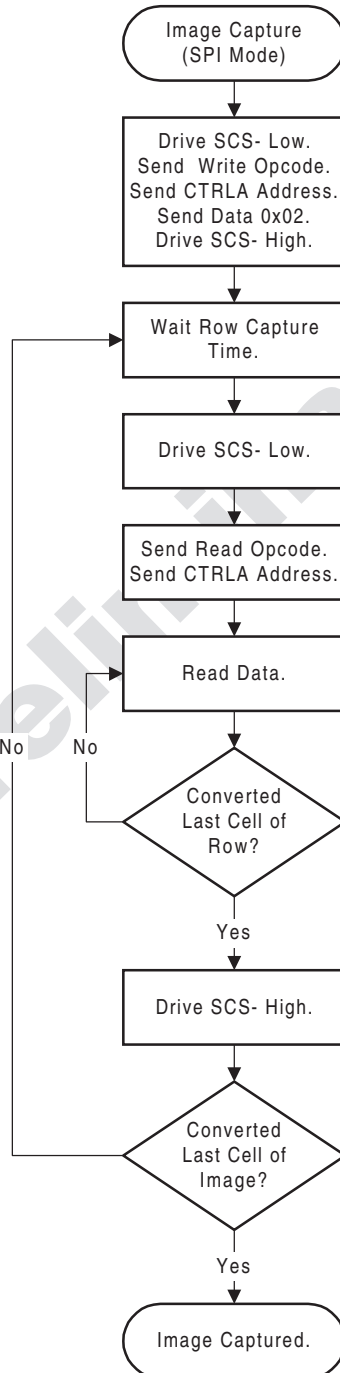 Image Capture
(SPI Mode)
Drive SCS- Low.
Send Write Opcode.
Send CTRLA Address.
Send Data 0x02.
Drive SCS- High.
Wait Row Capture
Time.
Drive SCS- Low.
Send Read Opcode.
Send CTRLA Address.
Read Data.
No
No
Converted
Last Cell of
Row?
Yes
Drive SCS- High.
Converted
Last Cell of
Image?
Yes
Image Captured.